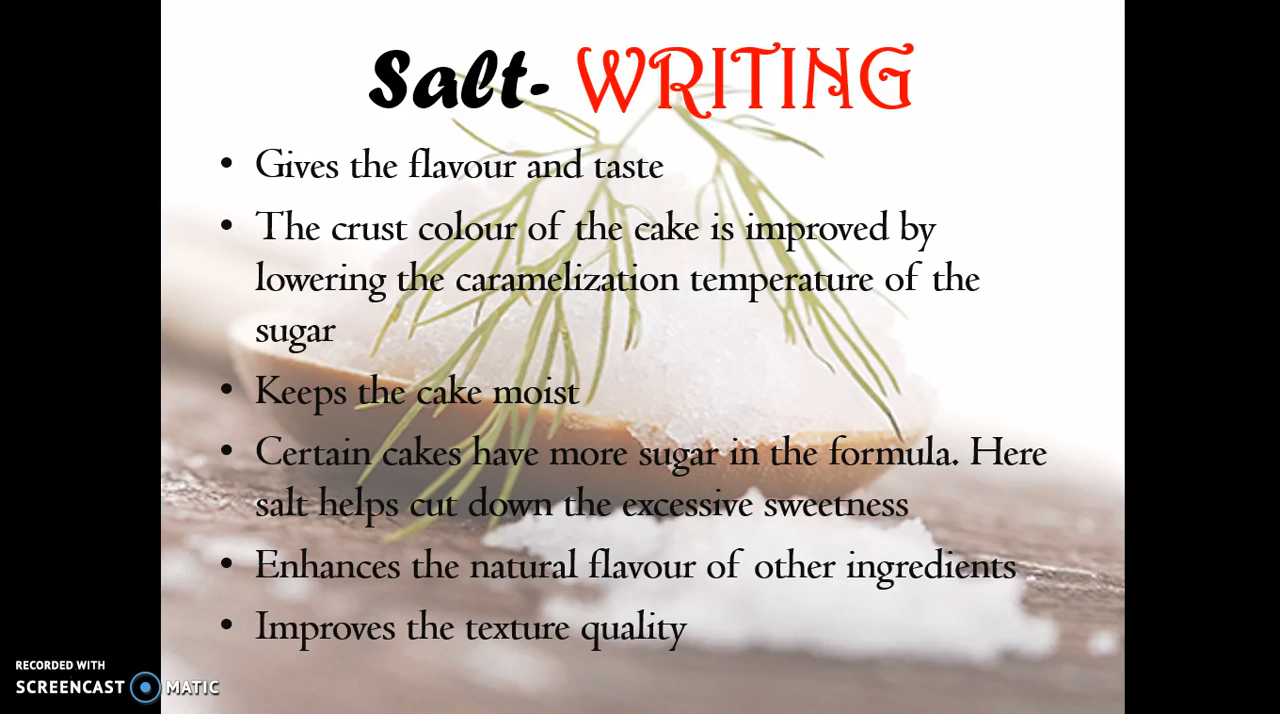 Salt- WRITING
• Gives the flavour and taste
• The crust colour of the cake is improved by
lowering the caramelization temperature of the
sugar
• Keeps the cake moist
• Certain cakes have more sugar in the formula. Here
salt helps cut down the excessive sweetness
• Enhances the natural flavour of other ingredients
• Improves the texture quality
RECORDED WITH
SCREENCAST MATIC